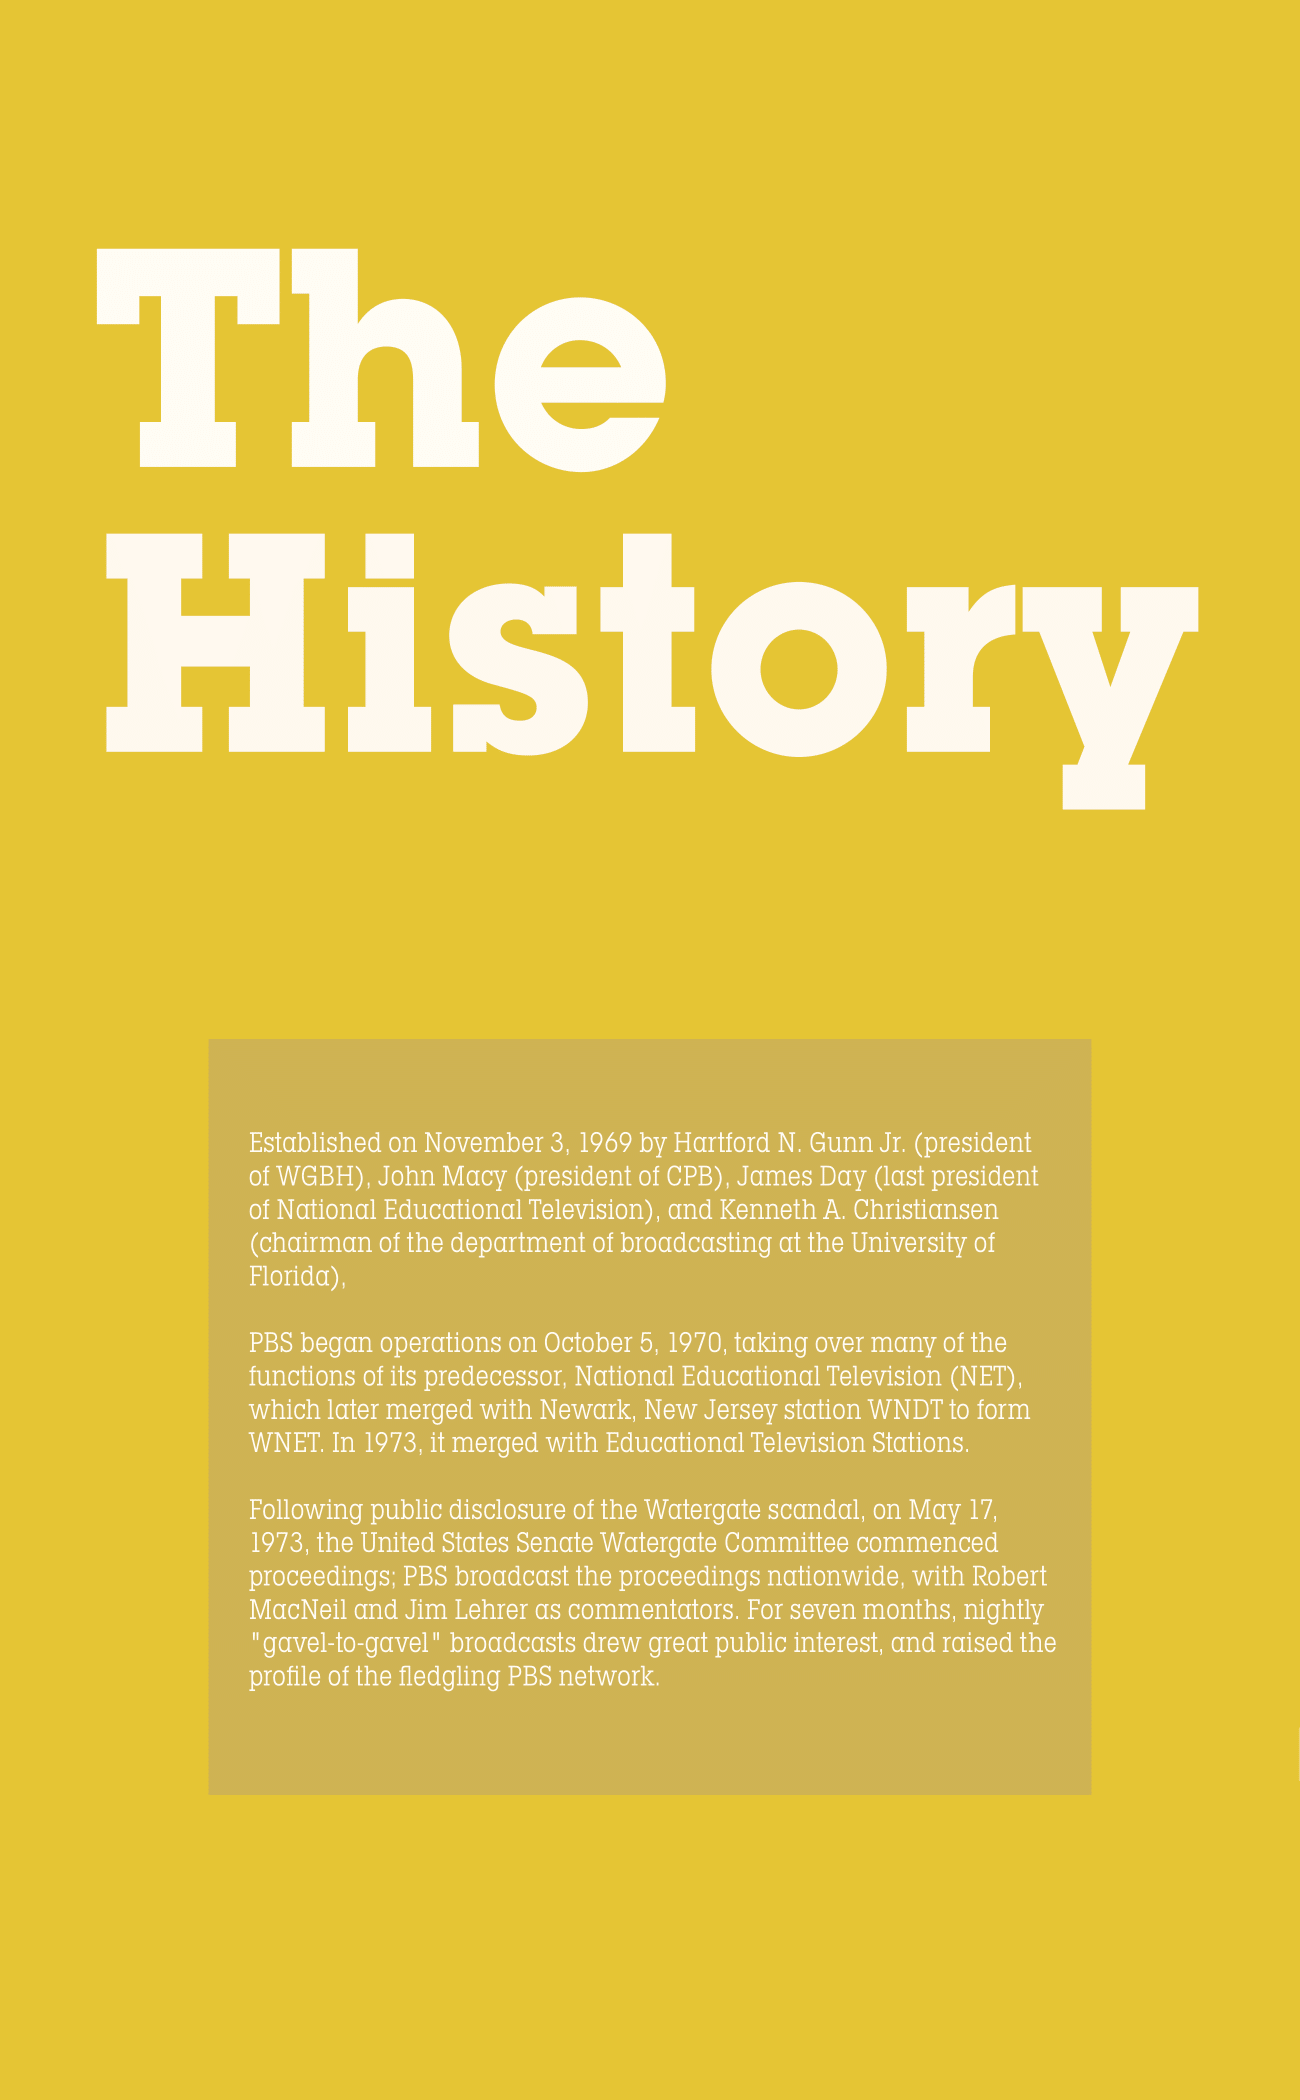 The
History
Established on November 3, 1969 by Hartford N. Gunn Jr. (president
of WGBH), John Macy (president of CPB), James Day (last president
of National Educational Television), and Kenneth A. Christiansen
(chairman of the department of broadcasting at the University of
Florida),
PBS began operations on October 5, 1970, taking over many of the
functions of its predecessor, National Educational Television (NET),
which later merged with Newark, New Jersey station WNDT to form
WNET. In 1973, it merged with Educational Television Stations.
Following public disclosure of the Watergate scandal, on May 17,
1973, the United States Senate Watergate Committee commenced
proceedings; PBS broadcast the proceedings nationwide, with Robert
MacNeil and Jim Lehrer as commentators. For seven months, nightly
"gavel-to-gavel" broadcasts drew great public interest, and raised the
profile of the fledgling PBS network.